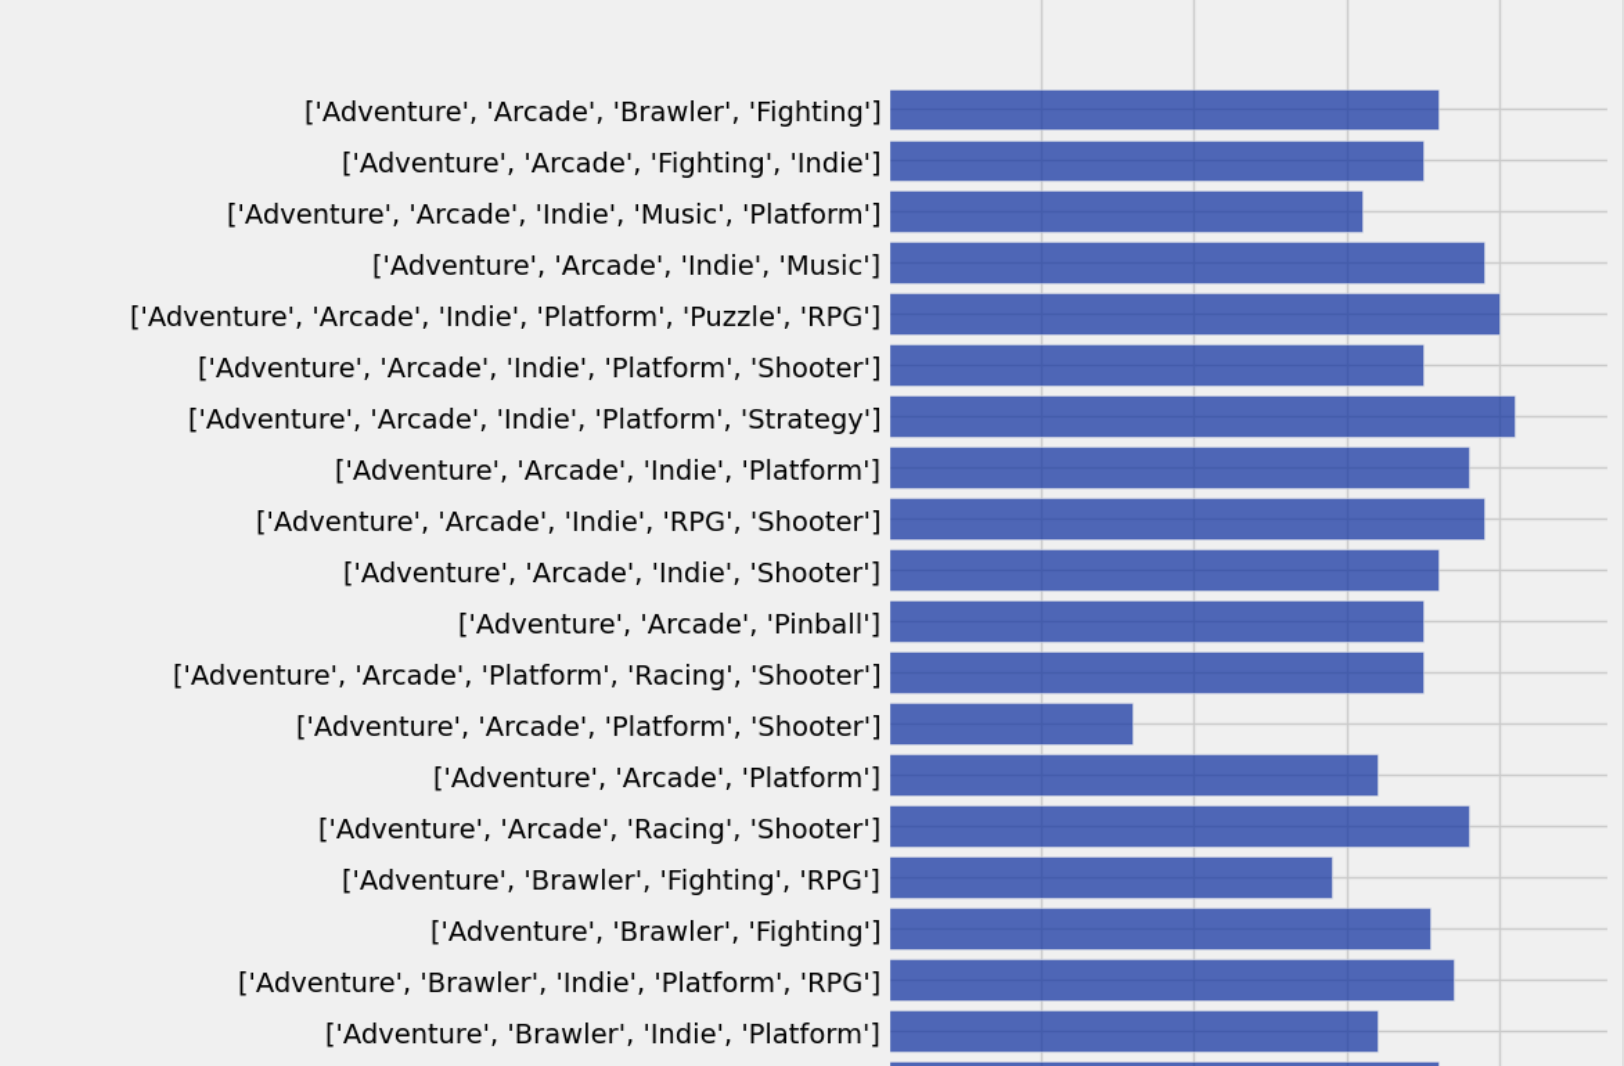 ['Adventure', 'Arcade', 'Brawler', 'Fighting']
['Adventure', 'Arcade', 'Fighting', 'Indie']
['Adventure', 'Arcade', 'Indie', 'Music', 'Platform']
['Adventure', 'Arcade', 'Indie', 'Music']
['Adventure', 'Arcade', 'Indie', 'Platform', 'Puzzle', 'RPG']
['Adventure', 'Arcade', 'Indie', 'Platform', 'Shooter']
['Adventure', 'Arcade', 'Indie', 'Platform', 'Strategy']
['Adventure', 'Arcade', 'Indie', 'Platform']
['Adventure', 'Arcade', 'Indie', 'RPG', 'Shooter']
['Adventure', 'Arcade', 'Indie', 'Shooter']
['Adventure', 'Arcade', 'Pinball']
['Adventure', 'Arcade', 'Platform', 'Racing', 'Shooter']
['Adventure', 'Arcade', 'Platform', 'Shooter']
['Adventure', 'Arcade', 'Platform']
['Adventure', 'Arcade', 'Racing', 'Shooter']
['Adventure', 'Brawler', 'Fighting', 'RPG']
['Adventure', 'Brawler', 'Fighting']
['Adventure', 'Brawler', 'Indie', 'Platform', 'RPG']
['Adventure', 'Brawler', 'Indie', 'Platform']